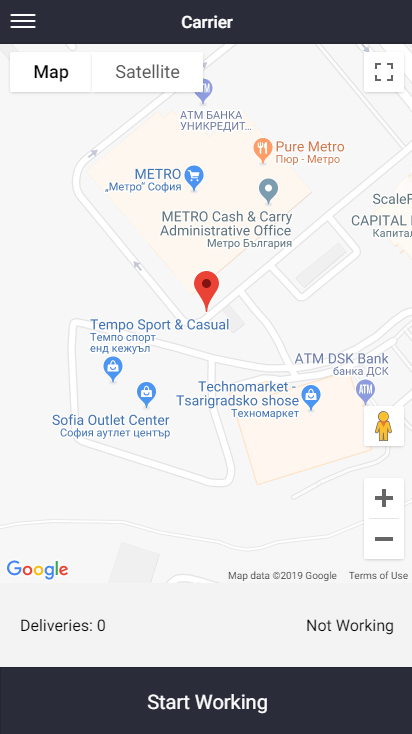 Carrier
Map
Satellite
ATM
АТМ БАНКА
УНИКРЕДИТ...
Pure Metro
Пюр - Метро
METRO
„Метро“ София
METRO Cash & Carry
Administrative Office
Метро България
ScaleF
CAPITAL
Капитал
Tempo Sport & Casual
Темпо спорт
енд кежуъл
ATM DSK Bank
банка ДСК
ATM
Technomarket -
Tsarigradsko shose
Техномаркет
Sofia Outlet Center
София аутлет център
Google
Map data ©2019 Google
Terms of Use
Deliveries: 0
Not Working
Start Working